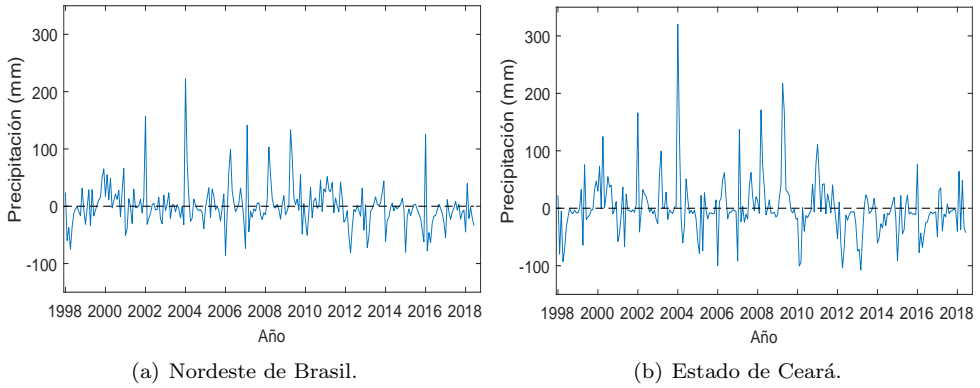 Precipitación (mm)
300
200
100
0
-100
1998 2000 2002 2004 2006 2008 2010 2012 2014 2016 2018
Año
(a) Nordeste de Brasil.
Precipitación (mm)
300
200
100
0
-100
1998 2000 2002 2004 2006 2008 2010 2012 2014 2016 2018
Año
(b) Estado de Ceará.